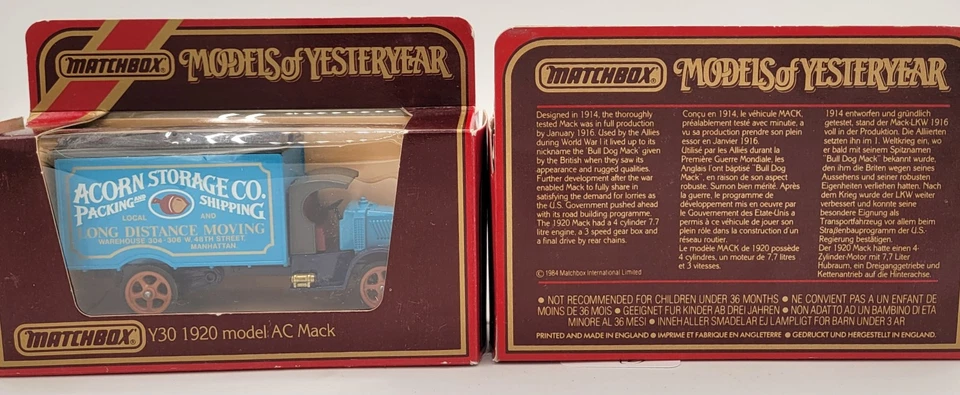 MATCHBOX
MODELS of YESTERYEAR
ACORN STORAGE CO.
PACKING AND SHIPPING
LOCAL AND
LONG DISTANCE MOVING
WAREHOUSE 304-308 W. 48TH STREET,
MANHATTAN.
MATCHBOX
Y30 1920 model AC Mack
MATCHBOX
MODELS of YESTERYEAR
Designed in 1914, the thoroughly
tested Mack was in full production
by January 1916. Used by the Allies
during World War I it lived up to its
nickname the 'Bull Dog Mack' given
by the British when they saw its
appearance and rugged qualities.
Further development after the war
enabled Mack to fully share in
satisfying the demand for lorries as
the U.S. Government pushed ahead
with its road building programme.
The 1920 Mack had a 4 cylinder 7.7
litre engine, a 3 speed gear box and
a final drive by rear chains.
© 1984 Matchbox International Limited
Conçu en 1914, le véhicule MACK,
préalablement testé avec minutie, a
vu sa production prendre son plein
essor en Janvier 1916.
Utilisé par les Alliés durant la
Première Guerre Mondiale, les
Anglais l'ont bâptisé "Bull Dog
Mack", en raison de son aspect
robuste. Surnom bien mérité. Après
la guerre, le programme de
développement mis en oeuvre par
le Gouvernement des Etats-Unis a
permis à ce véhicule de jouer son
plein rôle dans la construction d'un
réseau routier.
Le modèle MACK de 1920 possède
4 cylindres, un moteur de 7,7 litres
et 3 vitesses.
1914 entworfen und gründlich
getestet, stand der Mack-LKW 1916
voll in der Produktion. Die Alliierten
setzten ihn im 1. Weltkrieg ein, wo
er bald mit seinem Spitznamen
"Bull Dog Mack" bekannt wurde,
den ihm die Briten wegen seines
Aussehens und seiner robusten
Eigenschaften verliehen hatten. Nach
dem Krieg wurde der LKW weiter
verbessert und konnte seine
besondere Eignung als
Transportfahrzeug vor allem beim
Straßenbauprogramm der U.S.
Regierung bestätigen.
Der 1920 Mack hatte einen 4-
Zylinder-Motor mit 7,7 Liter
Hubraum, ein Dreiganggetriebe und
Kettenantrieb auf die Hinterachse.
● NOT RECOMMENDED FOR CHILDREN UNDER 36 MONTHS ● NE CONVIENT PAS A UN ENFANT DE
MOINS DE 36 MOIS ● GEEIGNET FUR KINDER AB DREI JAHREN ● NON ADATTO AD UN BAMBINO DI ETA
MINORE AL 36 MESI ● INNEHALLER SMADELAR EJ LAMPLIGT FOR BARN UNDER 3 AR
PRINTED AND MADE IN ENGLAND ● IMPRIME ET FABRIQUE EN ANGLETERRE ● GEDRUCKT UND HERGESTELLT IN ENGLAND.